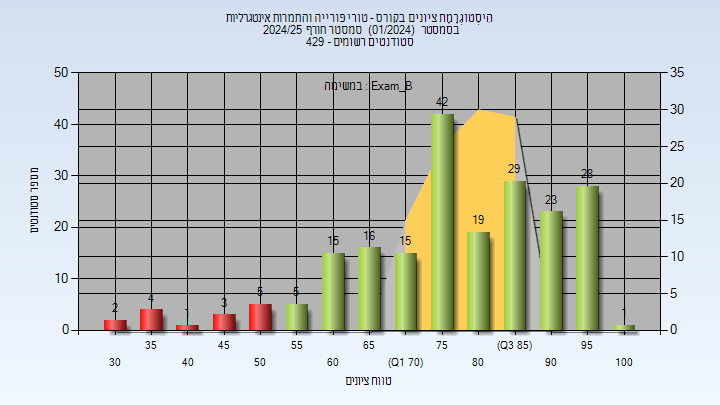 היסטוגרמת ציונים בקורס - טורי פורייה והתמרות אינטגרליות
בסמסטר (01/2024) סמסטר חורף 2024/25
429 - סטודנטים רשומים
במשימה : Exam_B
50 35
40 30
30 25
20 20
10 15
0 10
5
0
מספר סטודנטים
2 4 1 3 5 5 15 16 15 42 19 29 23 28 1
35 45 55 65 75 (Q3 85) 95
30 40 50 60 (Q1 70) 80 90 100
טווח ציונים